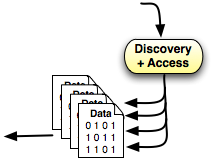 Discovery
+ Access
Data
0 1 0 1
1 0 1 1
1 1 0 1